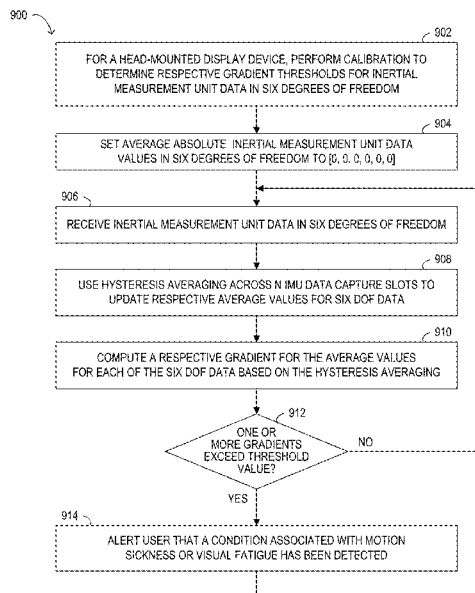 900
902
FOR A HEAD-MOUNTED DISPLAY DEVICE, PERFORM CALIBRATION TO
DETERMINE RESPECTIVE GRADIENT THRESHOLDS FOR INERTIAL
MEASUREMENT UNIT DATA IN SIX DEGREES OF FREEDOM
904
SET AVERAGE ABSOLUTE INERTIAL MEASUREMENT UNIT DATA
VALUES IN SIX DEGREES OF FREEDOM TO [0, 0, 0, 0, 0, 0]
906
RECEIVE INERTIAL MEASUREMENT UNIT DATA IN SIX DEGREES OF FREEDOM
908
USE HYSTERESIS AVERAGING ACROSS N IMU DATA CAPTURE SLOTS TO
UPDATE RESPECTIVE AVERAGE VALUES FOR SIX DOF DATA
910
COMPUTE A RESPECTIVE GRADIENT FOR THE AVERAGE VALUES
FOR EACH OF THE SIX DOF DATA BASED ON THE HYSTERESIS AVERAGING
912
ONE OR
MORE GRADIENTS
EXCEED THRESHOLD
VALUE?
NO
YES
914
ALERT USER THAT A CONDITION ASSOCIATED WITH MOTION
SICKNESS OR VISUAL FATIGUE HAS BEEN DETECTED